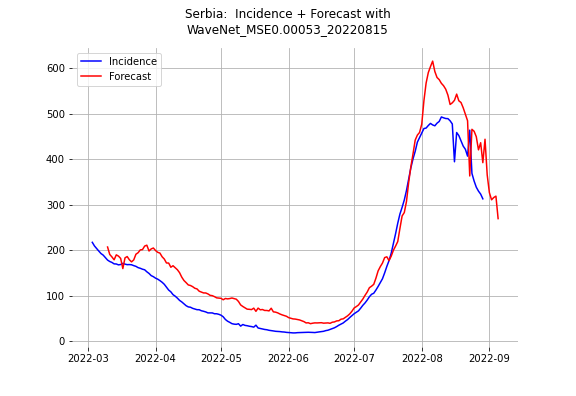 Serbia:  Incidence + Forecast with
WaveNet_MSE0.00053_20220815
Incidence
Forecast
600
500
400
300
200
100
0
2022-03 2022-04 2022-05 2022-06 2022-07 2022-08 2022-09